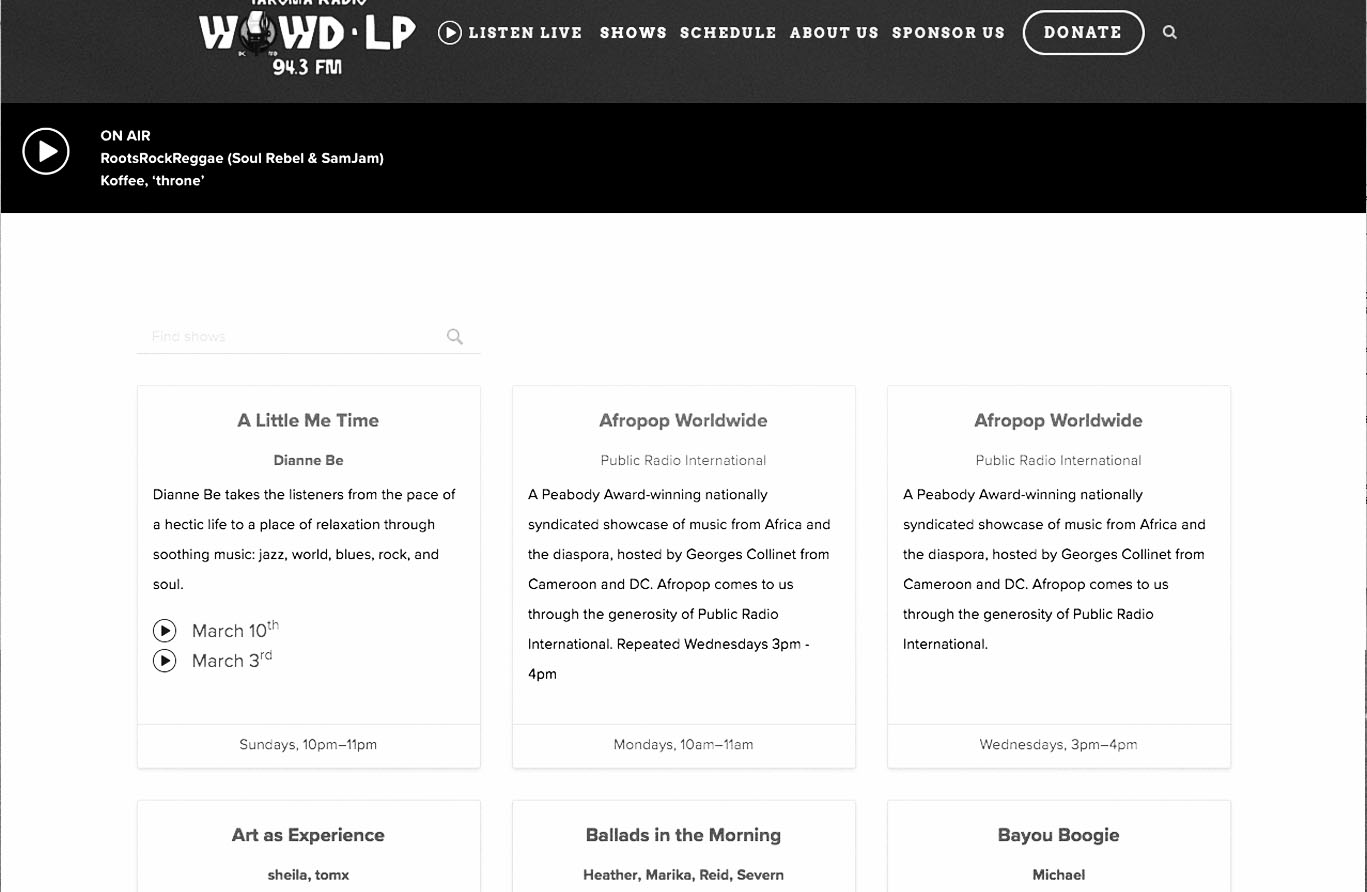 TAKOMA RADIO
WOWD·LP
94.3 FM
LISTEN LIVE SHOWS SCHEDULE ABOUT US SPONSOR US DONATE
ON AIR
RootsRockReggae (Soul Rebel & SamJam)
Koffee, ‘throne’
Find shows
A Little Me Time
Dianne Be
Dianne Be takes the listeners from the pace of
a hectic life to a place of relaxation through
soothing music: jazz, world, blues, rock, and
soul.
March 10th
March 3rd
Sundays, 10pm–11pm
Afropop Worldwide
Public Radio International
A Peabody Award-winning nationally
syndicated showcase of music from Africa and
the diaspora, hosted by Georges Collinet from
Cameroon and DC. Afropop comes to us
through the generosity of Public Radio
International. Repeated Wednesdays 3pm -
4pm
Mondays, 10am–11am
Afropop Worldwide
Public Radio International
A Peabody Award-winning nationally
syndicated showcase of music from Africa and
the diaspora, hosted by Georges Collinet from
Cameroon and DC. Afropop comes to us
through the generosity of Public Radio
International.
Wednesdays, 3pm–4pm
Art as Experience
sheila, tomx
Ballads in the Morning
Heather, Marika, Reid, Severn
Bayou Boogie
Michael